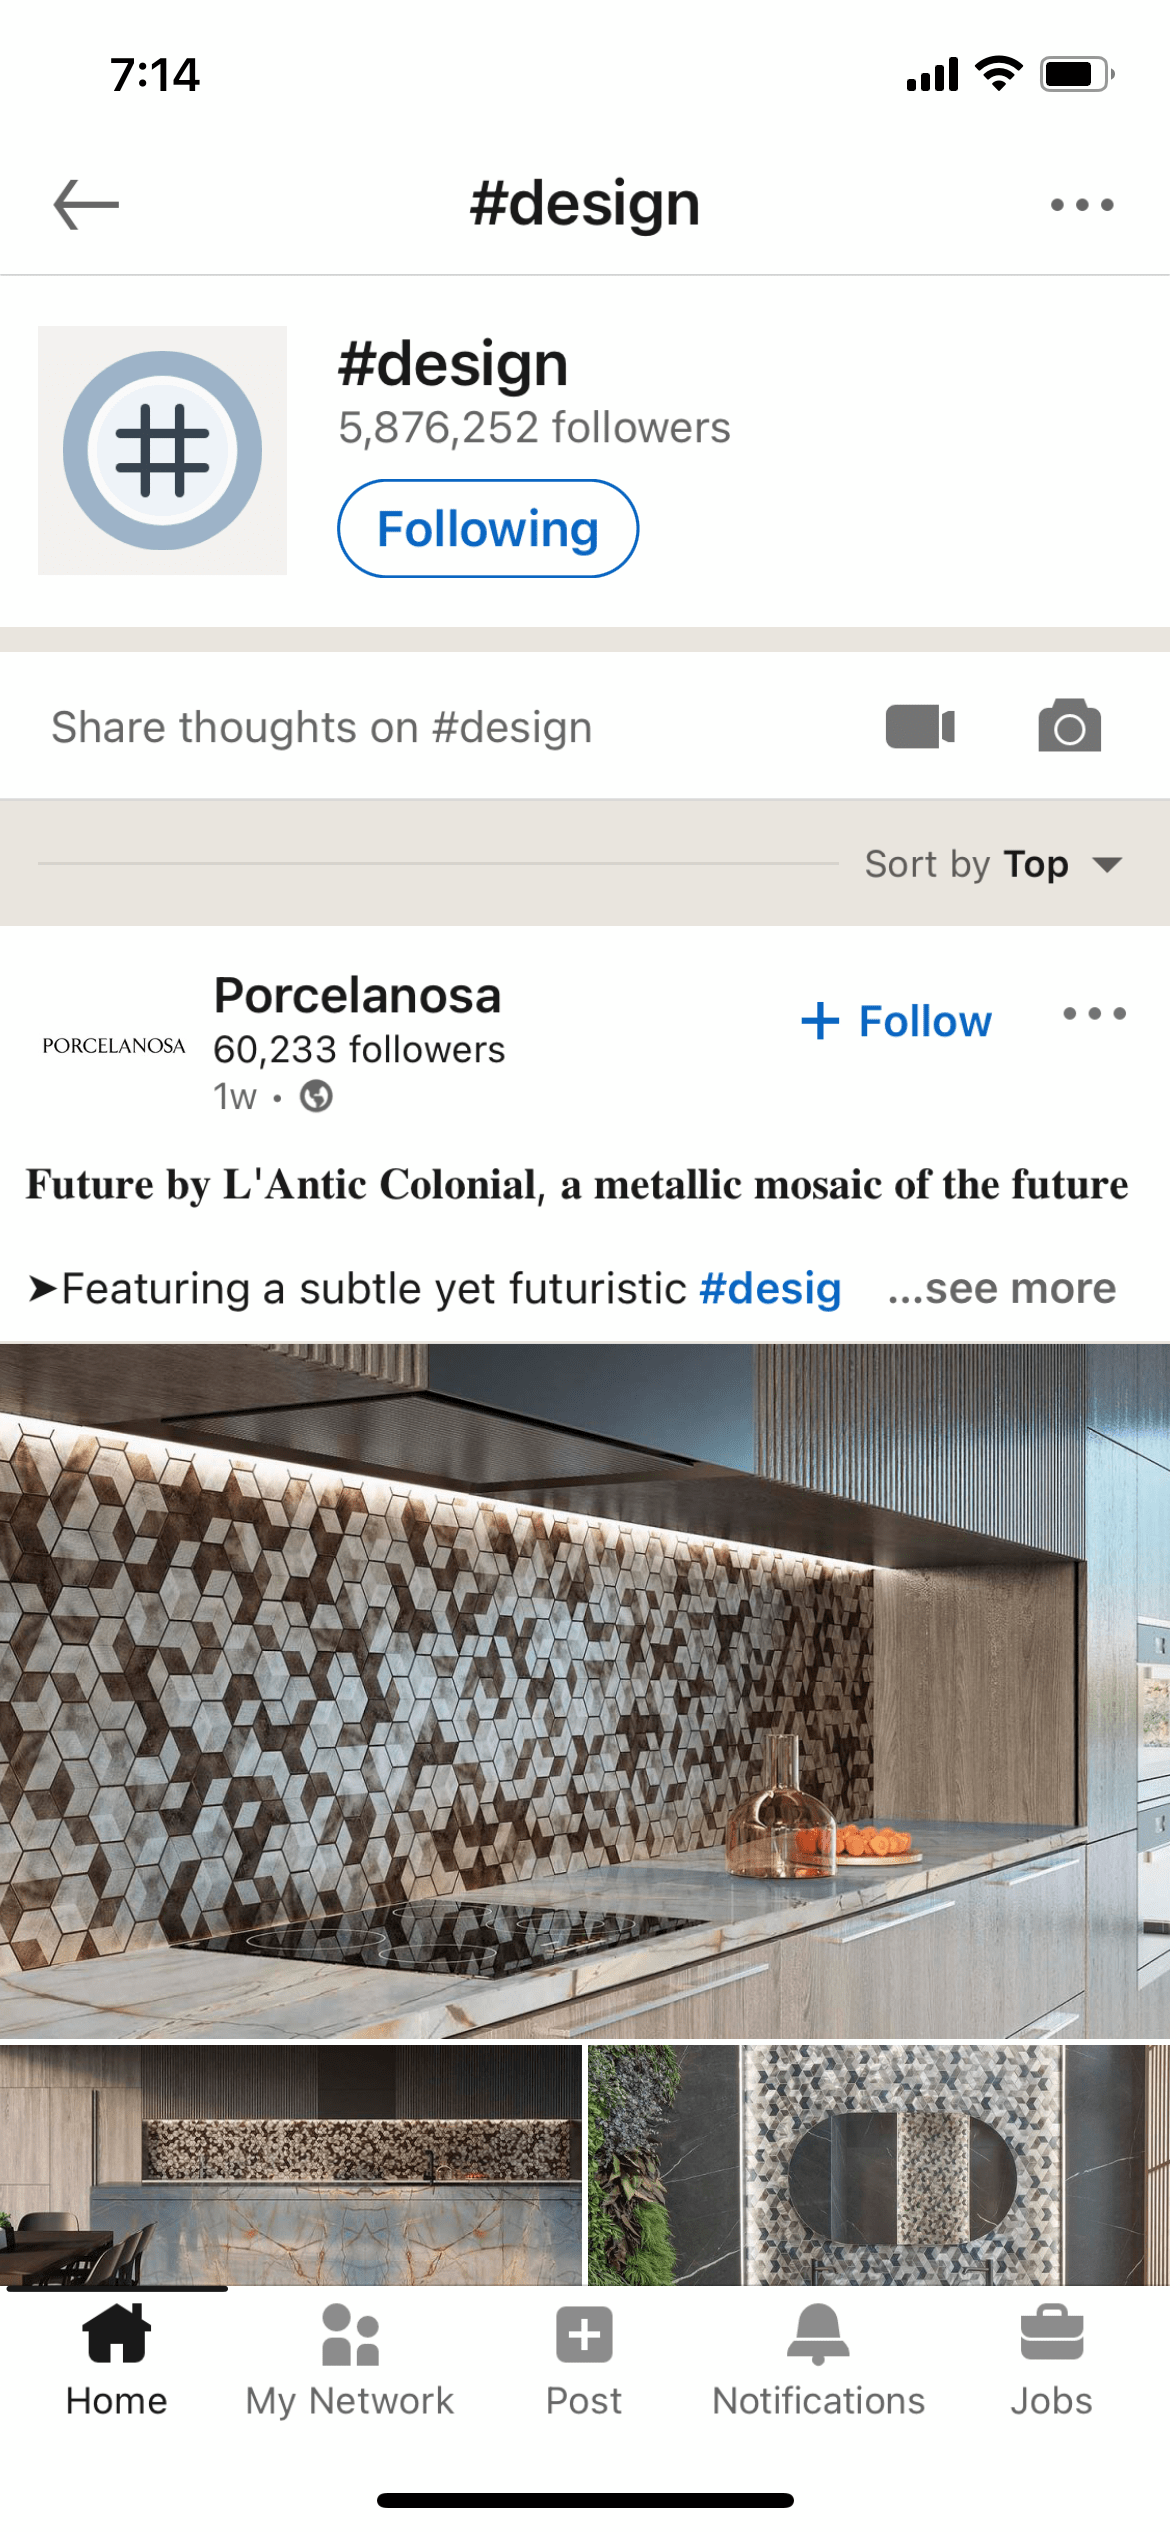 7:14
#design
#design
5,876,252 followers
Following
Share thoughts on #design
Sort by Top
Porcelanosa
PORCELANOSA
60,233 followers
+ Follow
1w •
Future by L'Antic Colonial, a metallic mosaic of the future
➤Featuring a subtle yet futuristic #desig ...see more
Home
My Network
Post
Notifications
Jobs